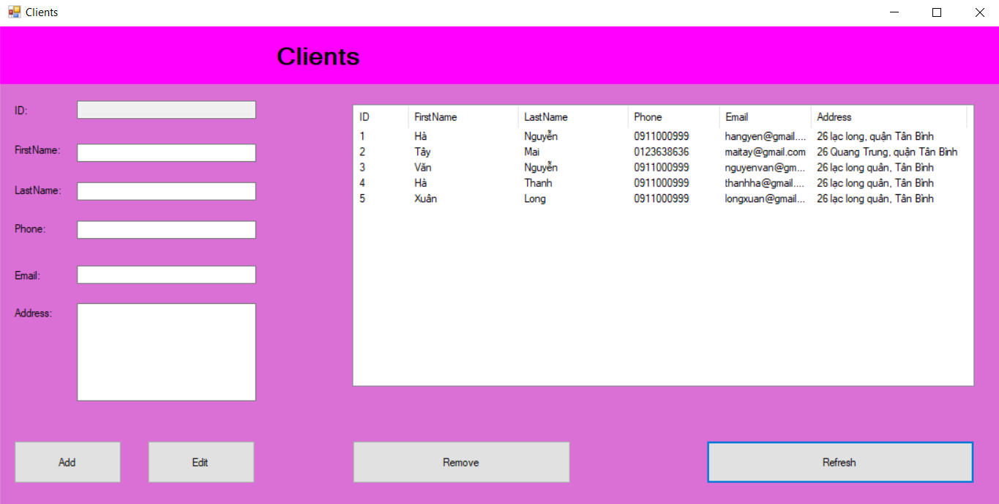 Clients
Clients
ID:
FirstName:
LastName:
Phone:
Email:
Address:
ID FirstName LastName Phone Email Address
1 Hà Nguyễn 0911000999 hangyen@gmail.... 26 lạc long, quận Tân Bình
2 Tây Mai 0123638636 maitay@gmail.com 26 Quang Trung, quận Tân Bình
3 Văn Nguyễn 0911000999 nguyenvan@gm... 26 lạc long quân, Tân Bình
4 Hà Thanh 0911000999 thanhha@gmail.... 26 lạc long quân, Tân Bình
5 Xuân Long 0911000999 longxuan@gmail... 26 lạc long quân, Tân Bình
Add Edit Remove Refresh